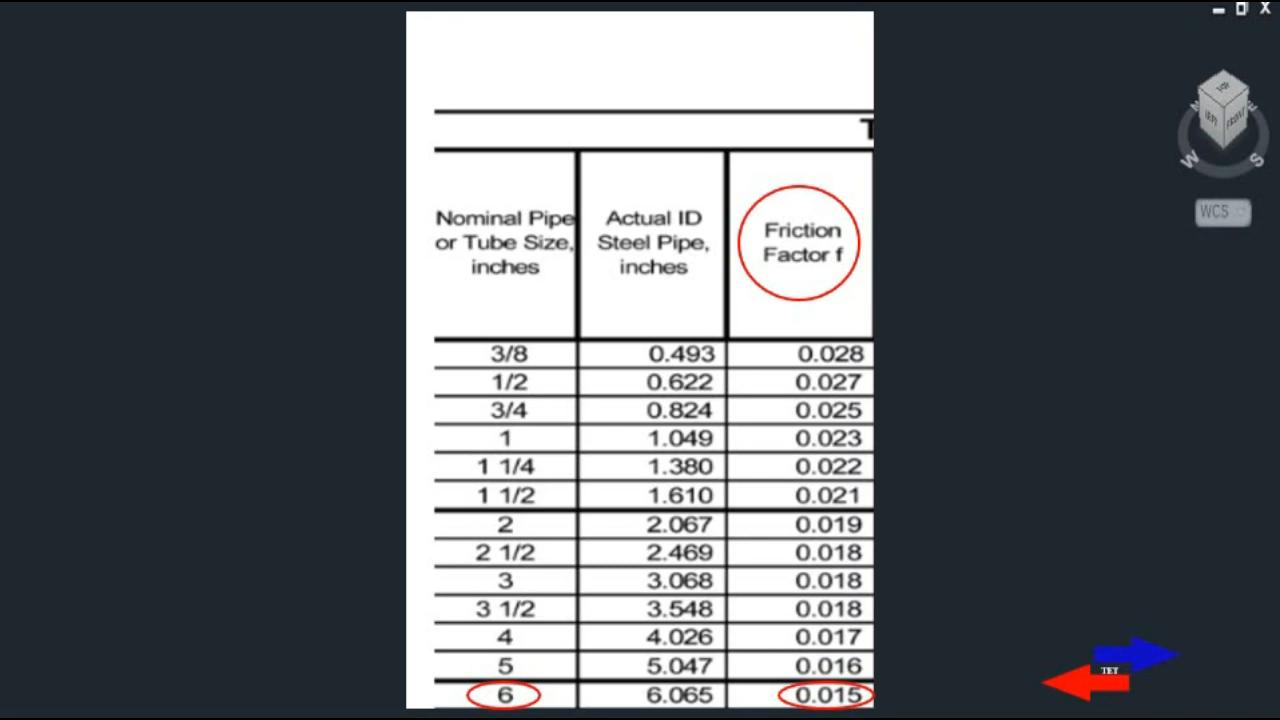 T
Nominal Pipe or Tube Size, inches Actual ID Steel Pipe, inches Friction Factor f
3/8 0.493 0.028
1/2 0.622 0.027
3/4 0.824 0.025
1 1.049 0.023
1 1/4 1.380 0.022
1 1/2 1.610 0.021
2 2.067 0.019
2 1/2 2.469 0.018
3 3.068 0.018
3 1/2 3.548 0.018
4 4.026 0.017
5 5.047 0.016
6 6.065 0.015
TOP
LEFT
FRONT
W
S
WCS
TET